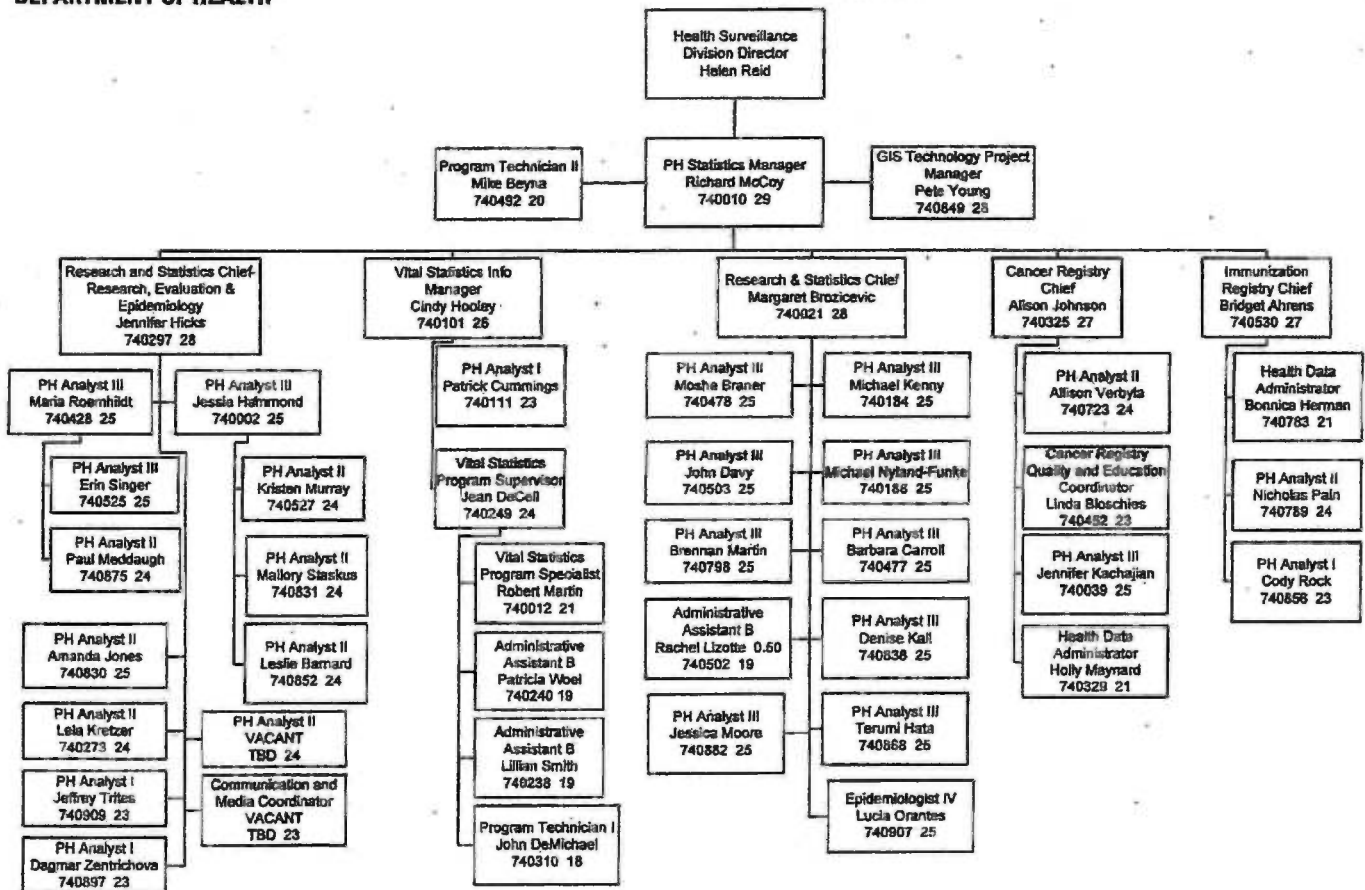 DEPARTMENT OF HEALTH
Health Surveillance
Division Director
Helen Reid
Program Technician II
Mike Beyna
740492 20
PH Statistics Manager
Richard McCoy
740010 29
GIS Technology Project
Manager
Pete Young
740849 28
Research and Statistics Chief-
Research, Evaluation &
Epidemiology
Jennifer Hicks
740297 28
Vital Statistics Info
Manager
Cindy Hooley
740101 26
Research & Statistics Chief
Margaret Brozicevic
740021 28
Cancer Registry
Chief
Alison Johnson
740325 27
Immunization
Registry Chief
Bridget Ahrens
740530 27
PH Analyst III
Maria Roemhildt
740428 25
PH Analyst III
Jessie Hammond
740002 25
PH Analyst III
Erin Singer
740525 25
PH Analyst II
Paul Meddaugh
740875 24
PH Analyst II
Kristen Murray
740527 24
PH Analyst II
Mallory Staskus
740831 24
PH Analyst II
Leslie Barnard
740852 24
PH Analyst II
Amanda Jones
740830 25
PH Analyst II
Lela Kretzer
740273 24
PH Analyst I
Jeffrey Trites
740909 23
PH Analyst I
Dagmar Zentrichova
740897 23
PH Analyst II
VACANT
TBD 24
Communication and
Media Coordinator
VACANT
TBD 23
PH Analyst I
Patrick Cummings
740111 23
Vital Statistics
Program Supervisor
Jean DeCell
740249 24
Vital Statistics
Program Specialist
Robert Martin
740012 21
Administrative
Assistant B
Patricia Woel
740240 19
Administrative
Assistant B
Lillian Smith
740238 19
Program Technician I
John DeMichael
740310 18
PH Analyst III
Moshe Braner
740478 25
PH Analyst III
Michael Kenny
740184 25
PH Analyst III
John Davy
740503 25
PH Analyst III
Michael Nyland-Funke
740186 25
PH Analyst III
Brennan Martin
740798 25
PH Analyst III
Barbara Carroll
740477 25
Administrative
Assistant B
Rachel Lizotte 0.50
740502 19
PH Analyst III
Denise Kall
740838 25
PH Analyst III
Jessica Moore
740882 25
PH Analyst III
Terumi Hata
740868 25
Epidemiologist IV
Lucia Orantes
740907 25
PH Analyst II
Allison Verbyla
740723 24
Cancer Registry
Quality and Education
Coordinator
Linda Bloschies
740452 23
PH Analyst III
Jennifer Kachajian
740039 25
Health Data
Administrator
Holly Maynard
740329 21
Health Data
Administrator
Bonnica Herman
740783 21
PH Analyst II
Nicholas Pain
740789 24
PH Analyst I
Cody Rock
740856 23